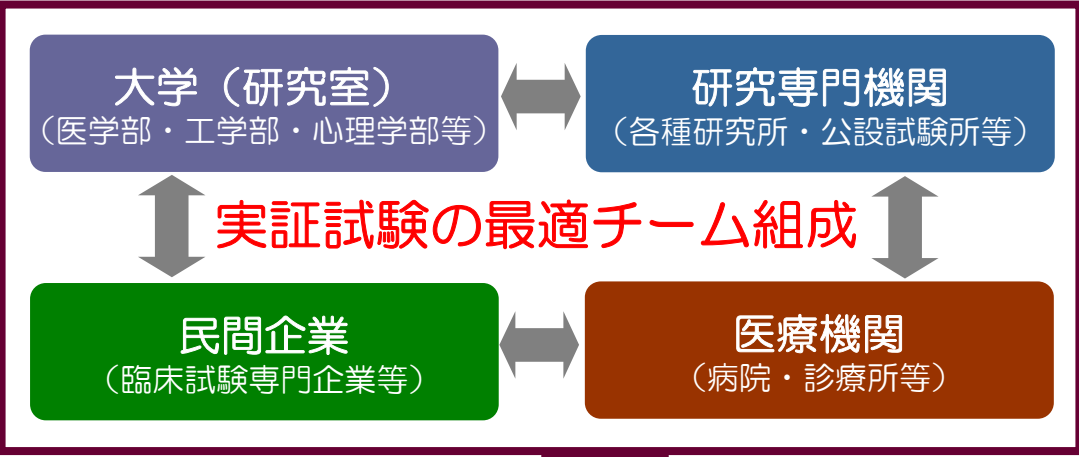 大学（研究室）
（医学部・工学部・心理学部等）
研究専門機関
（各種研究所・公設試験所等）
実証試験の最適チーム組成
民間企業
（臨床試験専門企業等）
医療機関
（病院・診療所等）